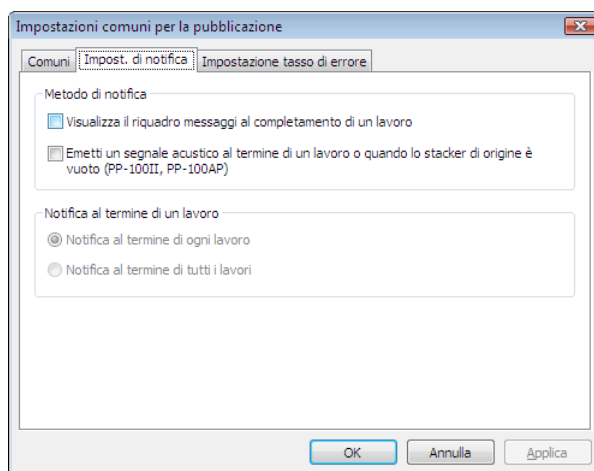 Impostazioni comuni per la pubblicazione
Comuni
Impost. di notifica
Impostazione tasso di errore
Metodo di notifica
Visualizza il riquadro messaggi al completamento di un lavoro
Emetti un segnale acustico al termine di un lavoro o quando lo stacker di origine è
vuoto (PP-100II, PP-100AP)
Notifica al termine di un lavoro
Notifica al termine di ogni lavoro
Notifica al termine di tutti i lavori
OK
Annulla
Applica